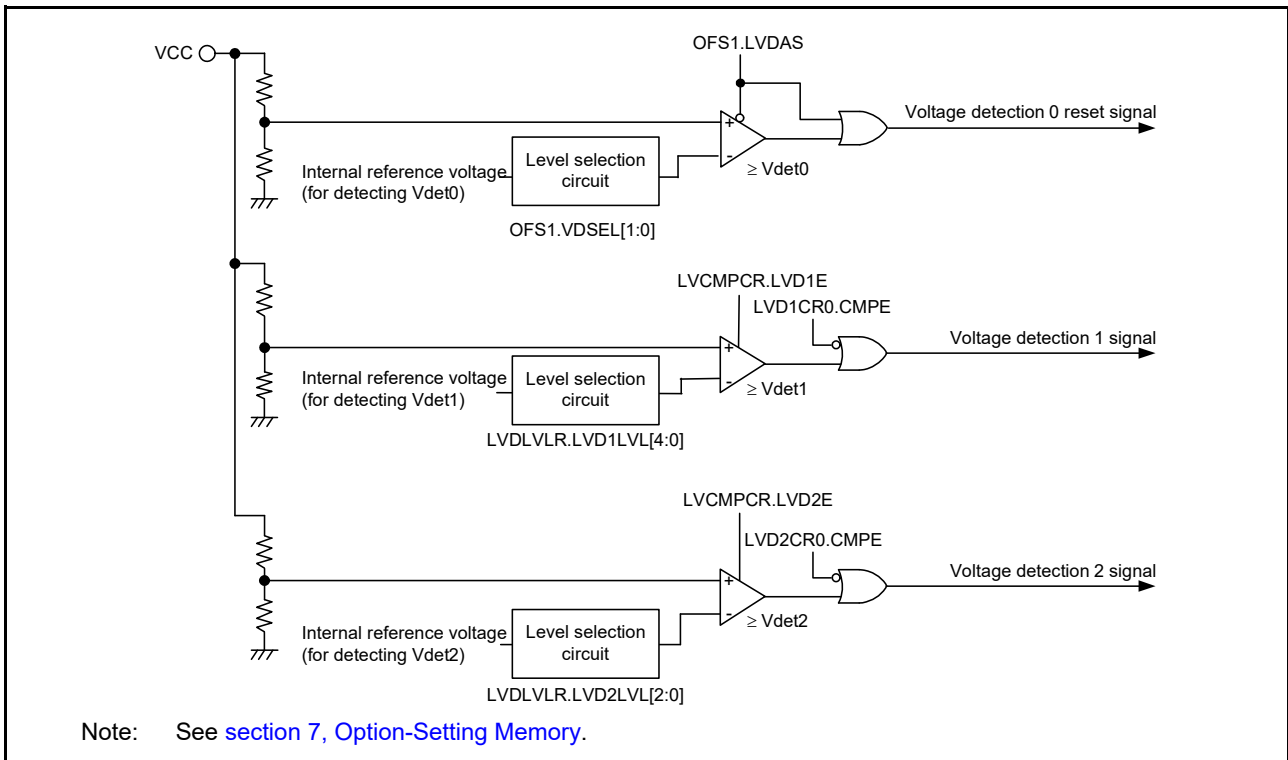 VCC
OFS1.LVDAS
Voltage detection 0 reset signal
+
-
Internal reference voltage
(for detecting Vdet0)
Level selection
circuit
≥ Vdet0
OFS1.VDSEL[1:0]
LVCMPCR.LVD1E
LVD1CR0.CMPE
Voltage detection 1 signal
+
-
Internal reference voltage
(for detecting Vdet1)
Level selection
circuit
≥ Vdet1
LVDLVLR.LVD1LVL[4:0]
LVCMPCR.LVD2E
LVD2CR0.CMPE
Voltage detection 2 signal
+
-
Internal reference voltage
(for detecting Vdet2)
Level selection
circuit
≥ Vdet2
LVDLVLR.LVD2LVL[2:0]
Note: See section 7, Option-Setting Memory.